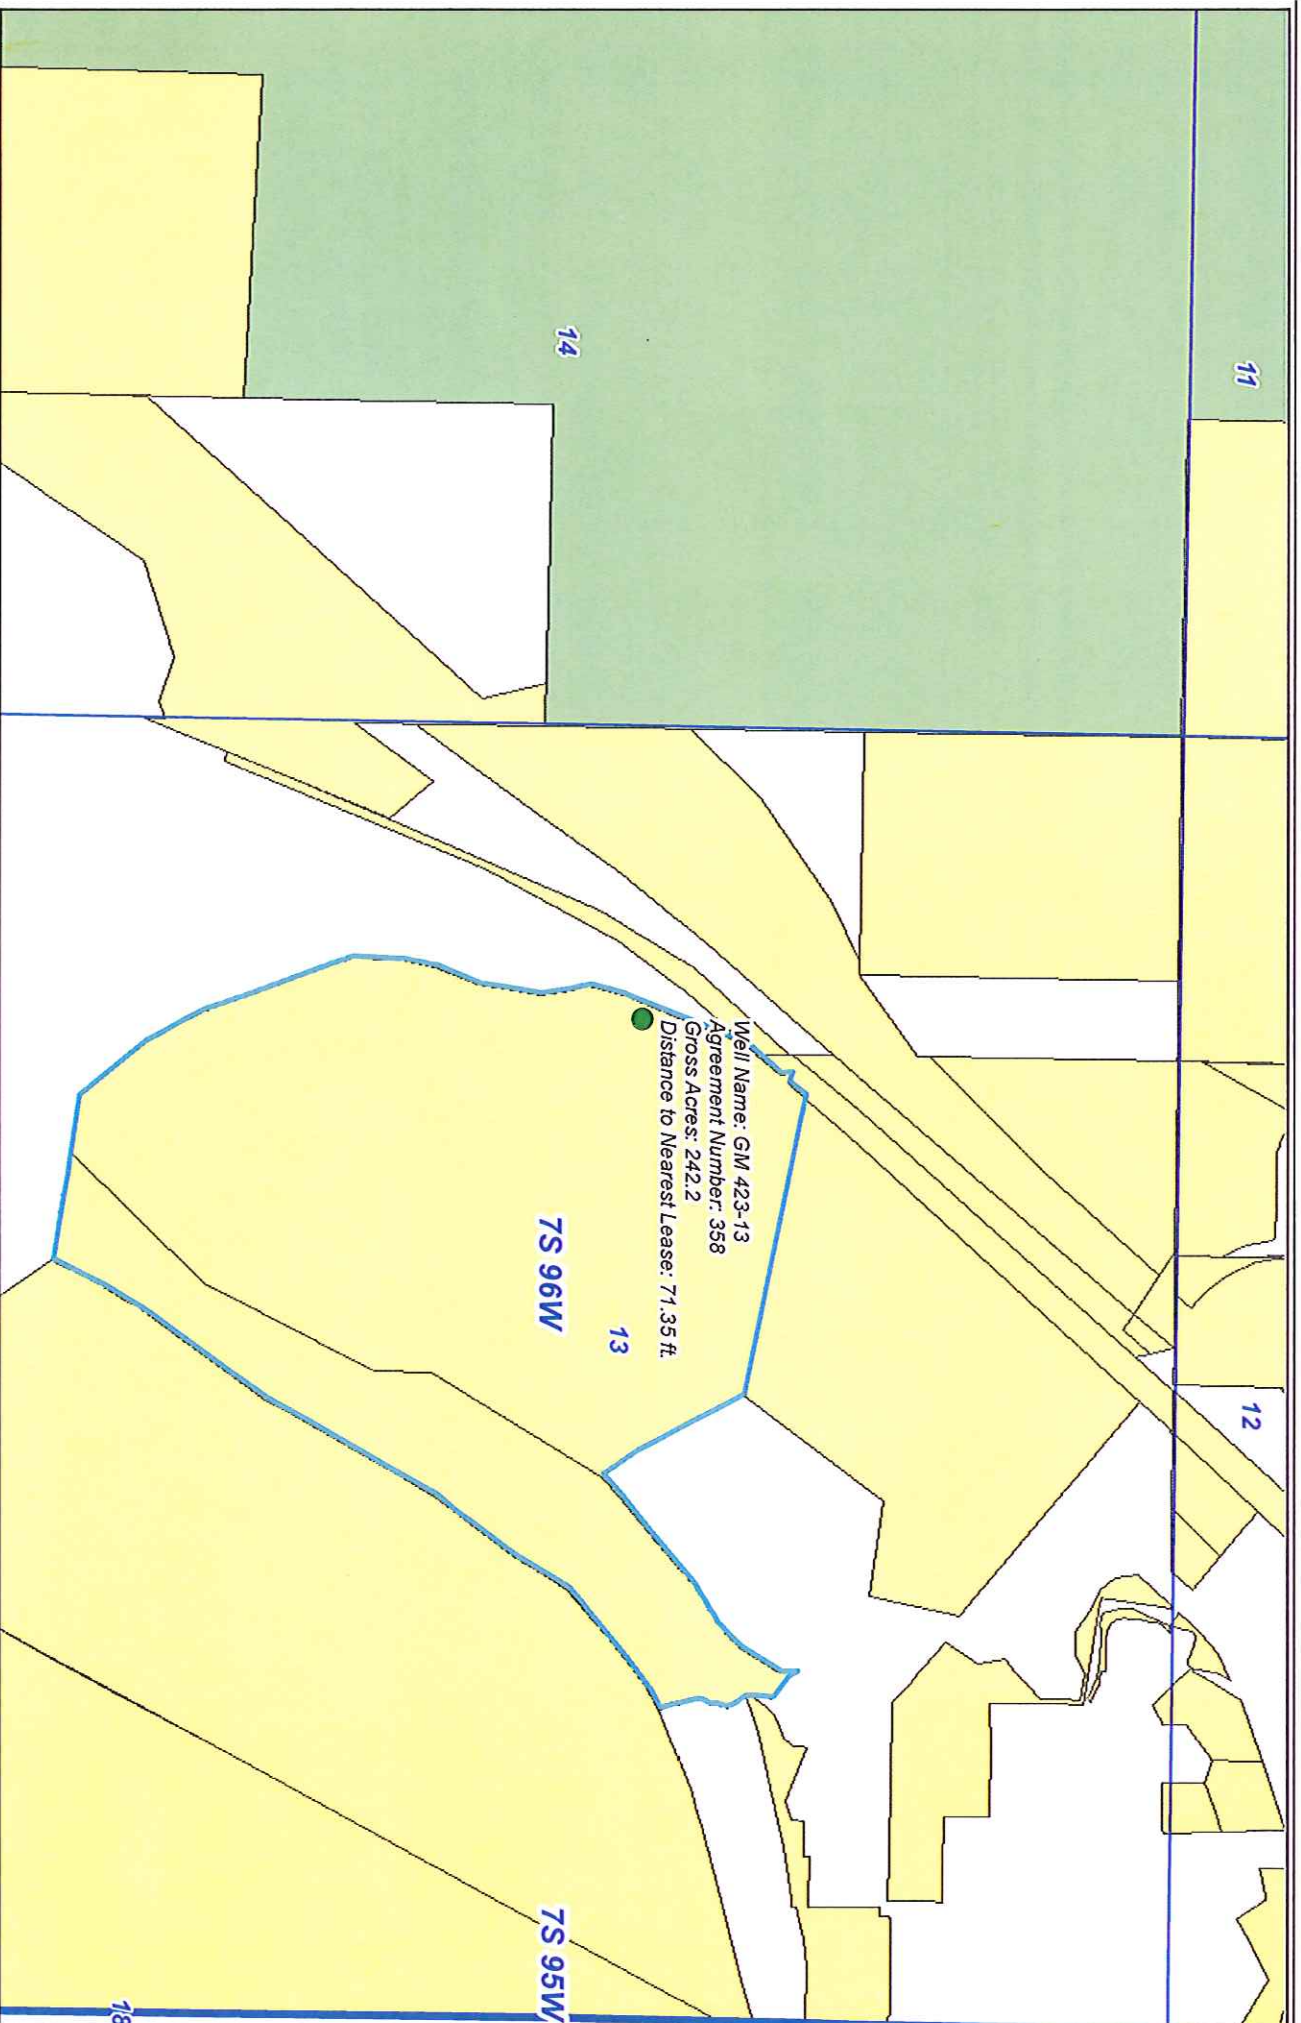 11
12
14
Well Name: GM 423-13
Agreement Number: 358
Gross Acres: 242.2
Distance to Nearest Lease: 71.35 ft.
13
7S 96W
7S 95W
18